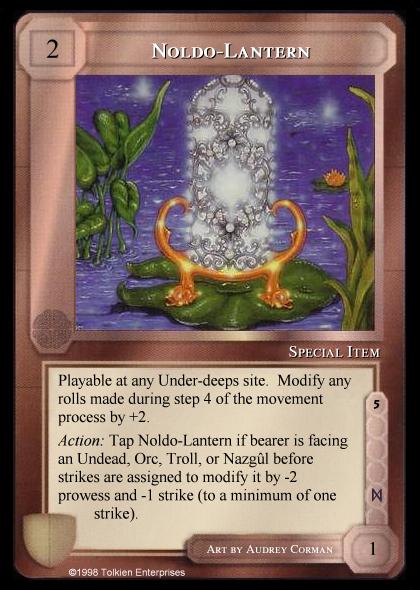 2
NOLDO-LANTERN
SPECIAL ITEM
Playable at any Under-deeps site. Modify any
rolls made during step 4 of the movement
process by +2.
Action: Tap Noldo-Lantern if bearer is facing
an Undead, Orc, Troll, or Nazgûl before
strikes are assigned to modify it by -2
prowess and -1 strike (to a minimum of one
strike).
5
ART BY AUDREY CORMAN
1
©1998 Tolkien Enterprises